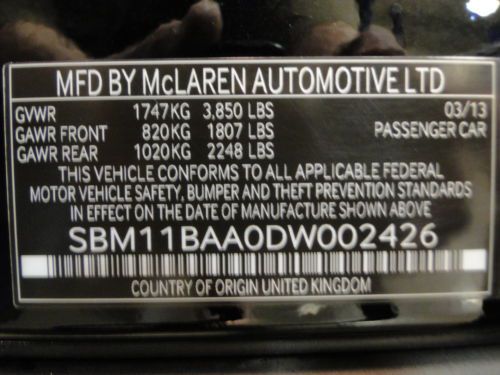 MFD BY McLAREN AUTOMOTIVE LTD
GVWR 1747KG 3,850 LBS 03/13
GAWR FRONT 820KG 1807 LBS PASSENGER CAR
GAWR REAR 1020KG 2248 LBS
THIS VEHICLE CONFORMS TO ALL APPLICABLE FEDERAL
MOTOR VEHICLE SAFETY, BUMPER AND THEFT PREVENTION STANDARDS
IN EFFECT ON THE DATE OF MANUFACTURE SHOWN ABOVE
SBM11BAA0DW002426
COUNTRY OF ORIGIN UNITED KINGDOM